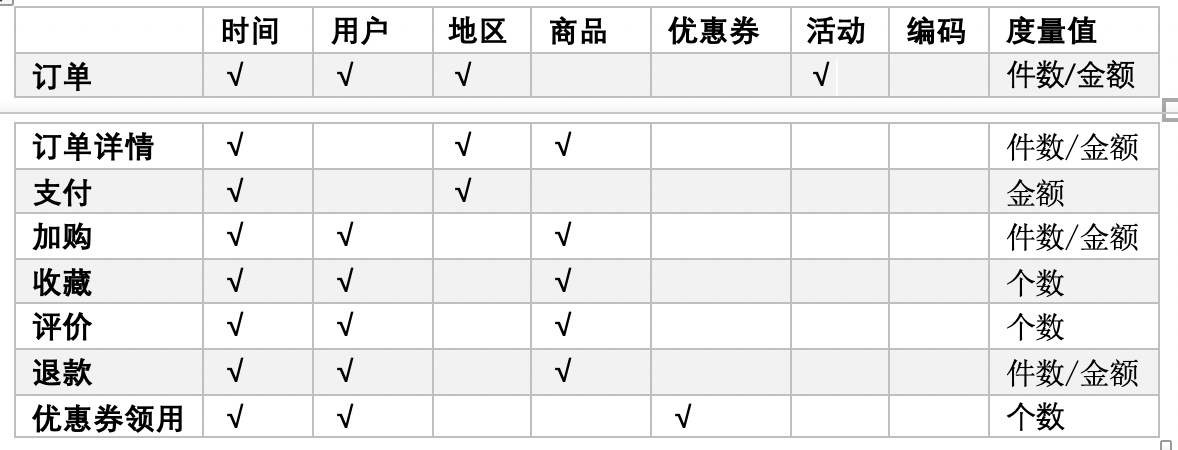 时间 用户 地区 商品 优惠券 活动 编码 度量值
订单 √ √ √ √ 件数/金额
订单详情 √ √ √ 件数/金额
支付 √ √ 金额
加购 √ √ √ 件数/金额
收藏 √ √ √ 个数
评价 √ √ √ 个数
退款 √ √ √ 件数/金额
优惠券领用 √ √ √ 个数